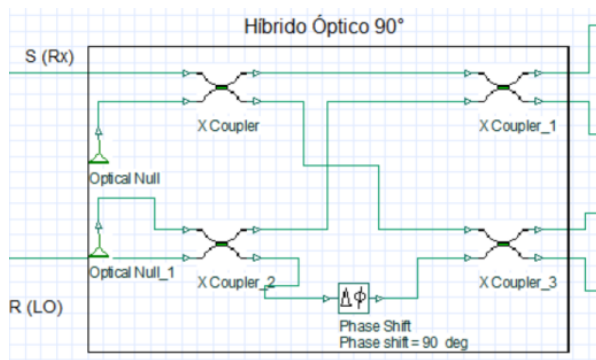 Híbrido Óptico 90°
S (Rx)
X Coupler
X Coupler_1
Optical Null
Optical Null_1
X Coupler_2
X Coupler_3
R (LO)
Δϕ
Phase Shift
Phase shift = 90 deg